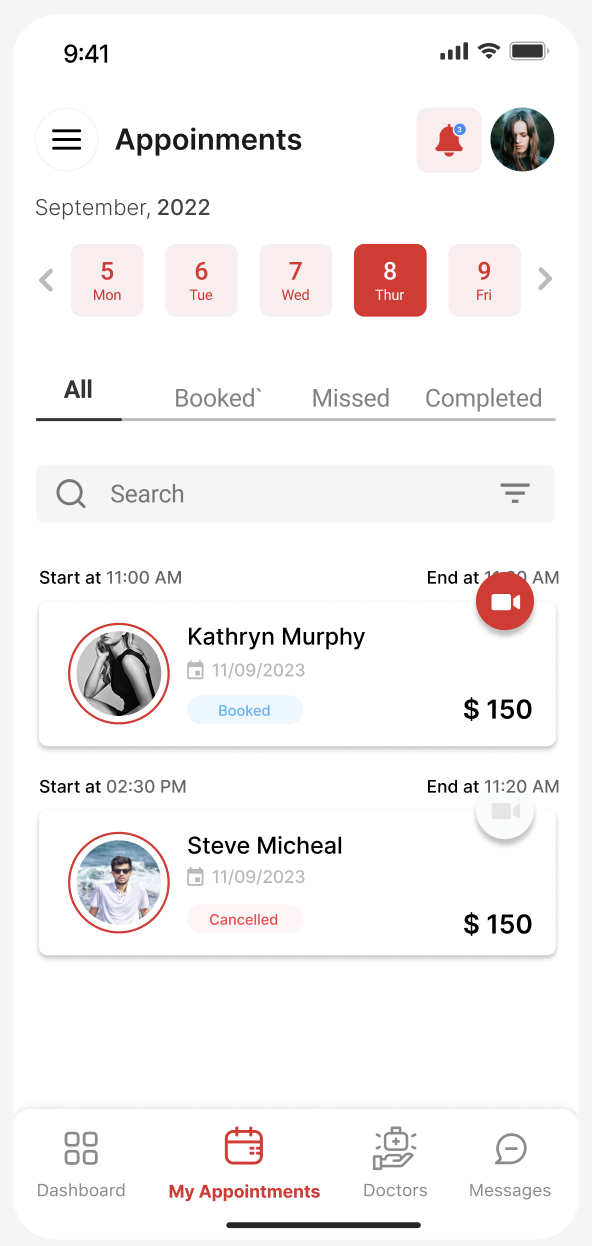 9:41
Appoinments
3
September, 2022
5 6 7 8 9
Mon Tue Wed Thur Fri
All Booked` Missed Completed
Search
Start at 11:00 AM End at AM
Kathryn Murphy
11/09/2023
Booked
$ 150
Start at 02:30 PM End at 11:20 AM
Steve Micheal
11/09/2023
Cancelled
$ 150
Dashboard My Appointments Doctors Messages